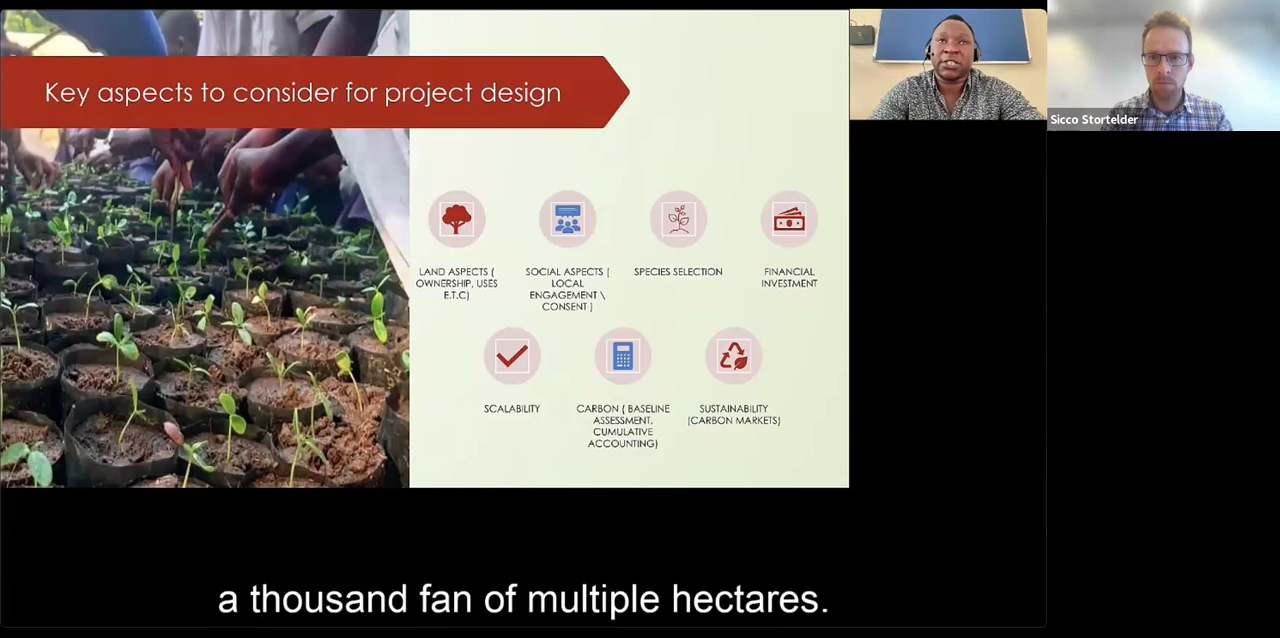 Key aspects to consider for project design
Sicco Stortelder
LAND ASPECTS (
OWNERSHIP, USES
E.T.C)
SOCIAL ASPECTS (
LOCAL
ENGAGEMENT \
CONSENT )
SPECIES SELECTION
FINANCIAL
INVESTMENT
SCALABILITY
CARBON ( BASELINE
ASSESSMENT,
CUMULATIVE
ACCOUNTING)
SUSTAINABILITY
(CARBON MARKETS)
a thousand fan of multiple hectares.